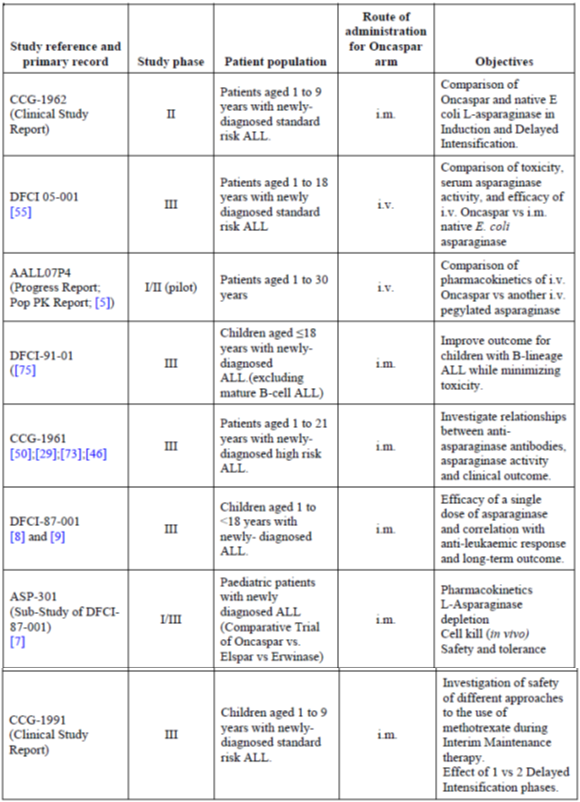 Study reference and
primary record
Study phase
Patient population
Route of
administration
for Oncaspar
arm
Objectives
CCG-1962
(Clinical Study
Report)
II
Patients aged 1 to 9
years with newly-
diagnosed standard
risk ALL.
i.m.
Comparison of
Oncaspar and native E
coli L-asparaginase in
Induction and Delayed
Intensification.
DFCI 05-001
[55]
III
Patients aged 1 to 18
years with newly
diagnosed standard
risk ALL
i.v.
Comparison of toxicity,
serum asparaginase
activity, and efficacy of
i.v. Oncaspar vs i.m.
native E. coli
asparaginase
AALL07P4
(Progress Report;
Pop PK Report; [5])
I/II (pilot)
Patients aged 1 to 30
years
i.v.
Comparison of
pharmacokinetics of i.v.
Oncaspar vs another i.v.
pegylated asparaginase
DFCI-91-01
([75]
III
Children aged ≤18
years with newly-
diagnosed
ALL.(excluding
mature B-cell ALL)
i.m.
Improve outcome for
children with B-lineage
ALL while minimizing
toxicity.
CCG-1961
[50];[29];[73];[46]
III
Patients aged 1 to 21
years with newly-
diagnosed high risk
ALL.
i.m.
Investigate relationships
between anti-
asparaginase antibodies,
asparaginase activity
and clinical outcome.
DFCI-87-001
[8] and [9]
III
Children aged 1 to
<18 years with
newly- diagnosed
ALL.
i.m.
Efficacy of a single
dose of asparaginase
and correlation with
anti-leukaemic response
and long-term outcome.
ASP-301
(Sub-Study of DFCI-
87-001)
[7]
I/III
Paediatric patients
with newly
diagnosed ALL
(Comparative Trial
of Oncaspar vs.
Elspar vs Erwinase)
i.m.
Pharmacokinetics
L-Asparaginase
depletion
Cell kill (in vivo)
Safety and tolerance
CCG-1991
(Clinical Study
Report)
III
Children aged 1 to 9
years with newly-
diagnosed standard
risk ALL.
i.m.
Investigation of safety
of different approaches
to the use of
methotrexate during
Interim Maintenance
therapy.
Effect of 1 vs 2 Delayed
Intensification phases.